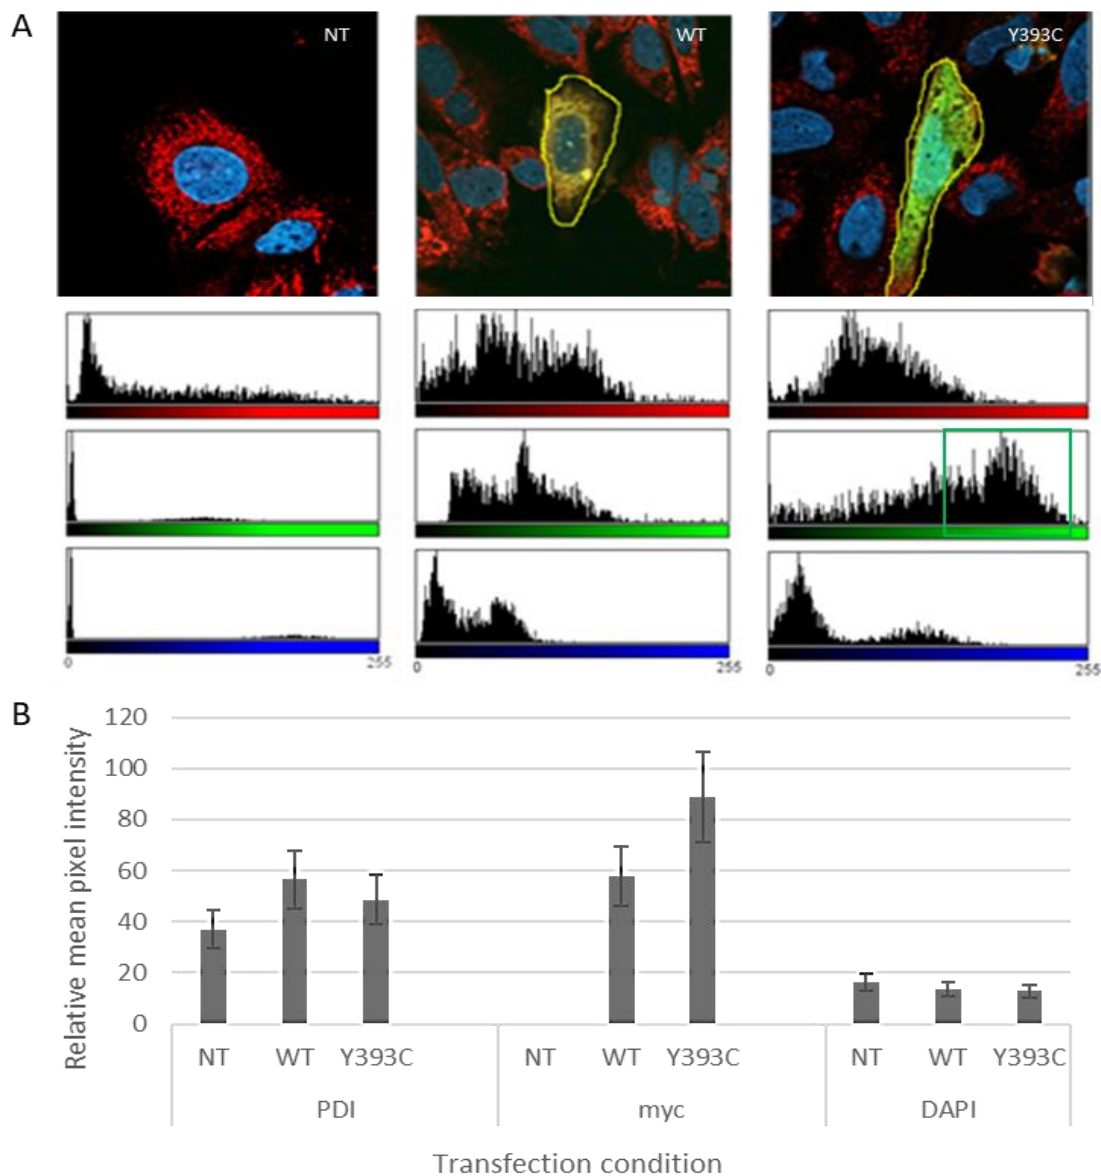 A
NT
WT
Y393C
0
255
0
255
B
120
100
80
60
40
20
0
Relative mean pixel intensity
NT WT Y393C NT WT Y393C NT WT Y393C
PDI myc DAPI
Transfection condition